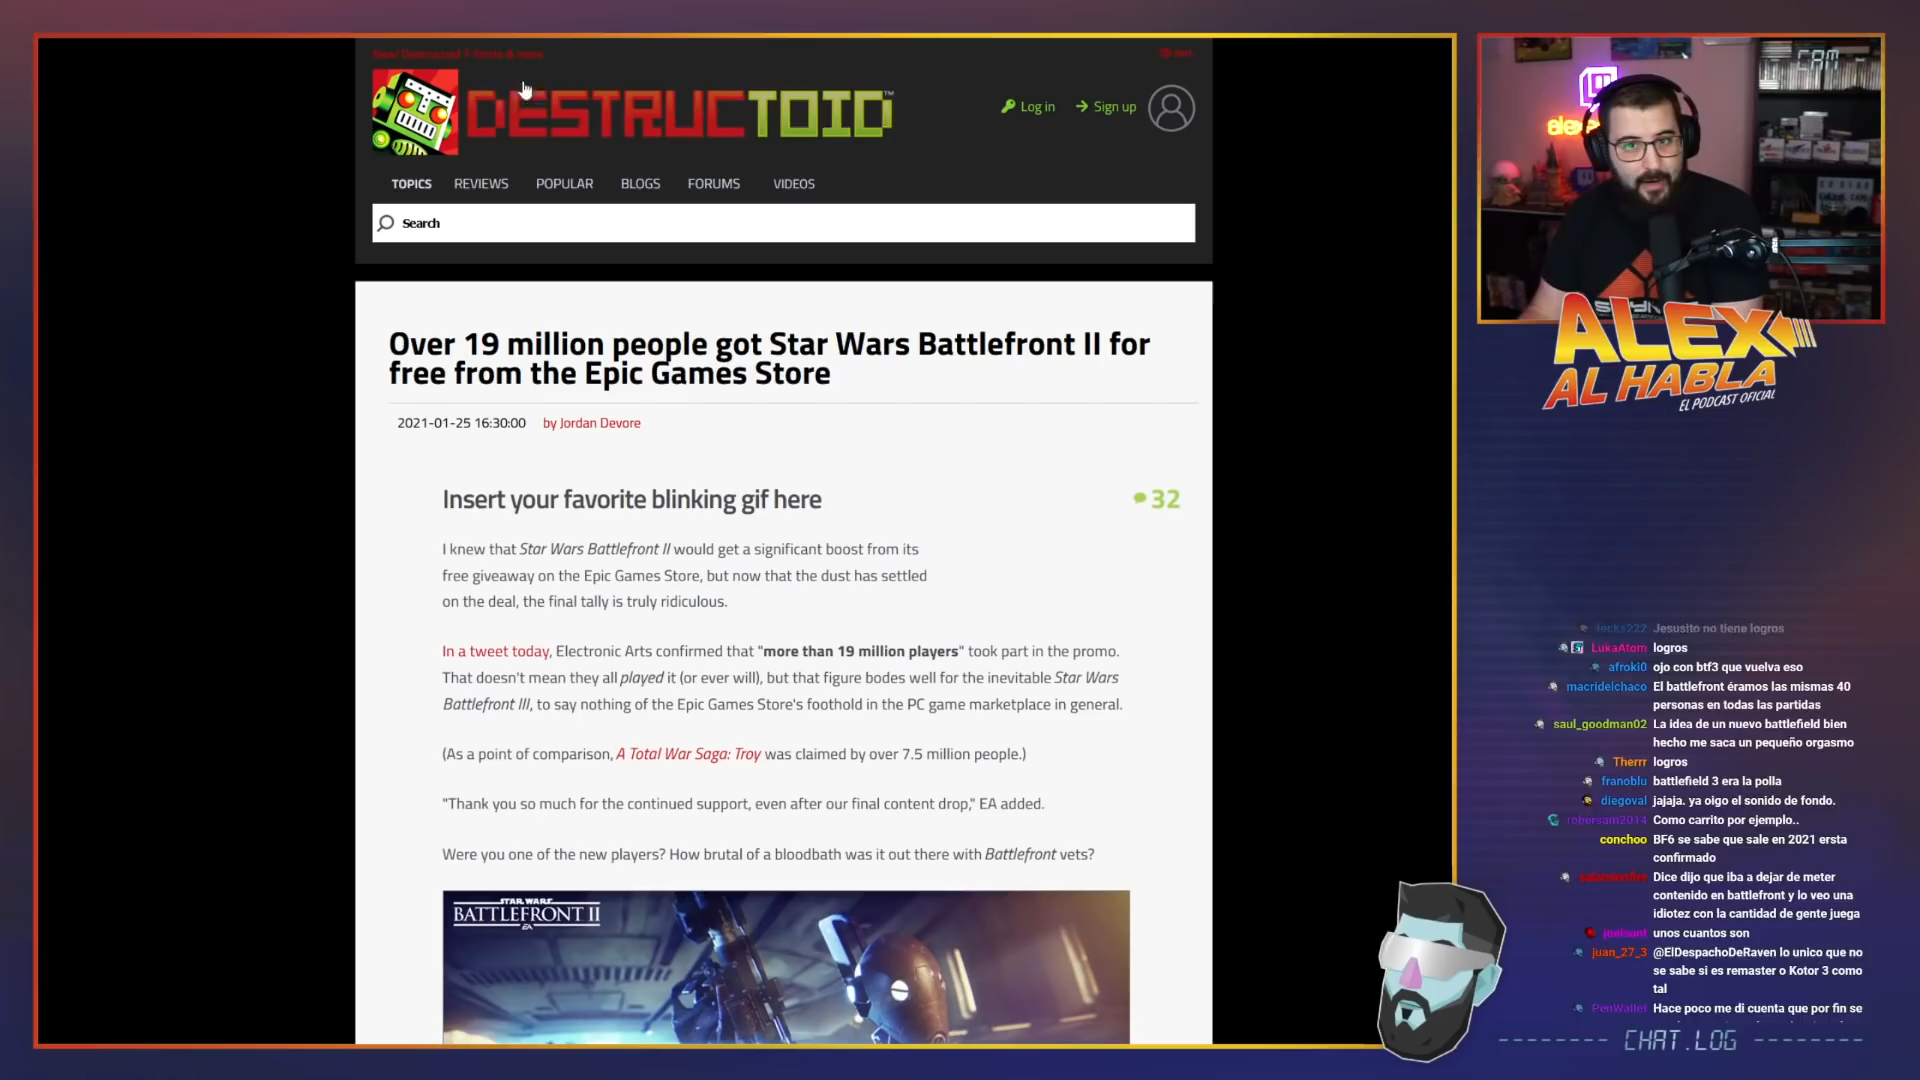 New! Destructoid T-shirts & more
DESTRUCTOID™
Log in
Sign up
TOPICS
REVIEWS
POPULAR
BLOGS
FORUMS
VIDEOS
Search
Over 19 million people got Star Wars Battlefront II for
free from the Epic Games Store
2021-01-25 16:30:00 by Jordan Devore
Insert your favorite blinking gif here
32
I knew that Star Wars Battlefront II would get a significant boost from its
free giveaway on the Epic Games Store, but now that the dust has settled
on the deal, the final tally is truly ridiculous.
In a tweet today, Electronic Arts confirmed that "more than 19 million players" took part in the promo.
That doesn't mean they all played it (or ever will), but that figure bodes well for the inevitable Star Wars
Battlefront III, to say nothing of the Epic Games Store's foothold in the PC game marketplace in general.
(As a point of comparison, A Total War Saga: Troy was claimed by over 7.5 million people.)
"Thank you so much for the continued support, even after our final content drop," EA added.
Were you one of the new players? How brutal of a bloodbath was it out there with Battlefront vets?
STAR WARS
BATTLEFRONT II
EA
CAM
ALEX
AL HABLA
EL PODCAST OFICIAL
Jesusito no tiene logros
LukaAtom logros
afroki0 ojo con btf3 que vuelva eso
macridelchaco El battlefront éramos las mismas 40
personas en todas las partidas
saul_goodman02 La idea de un nuevo battlefield bien
hecho me saca un pequeño orgasmo
Therrr logros
franoblu battlefield 3 era la polla
diegoval jajaja. ya oigo el sonido de fondo.
robersam2014 Como carrito por ejemplo..
conchoo BF6 se sabe que sale en 2021 ersta
confirmado
Dice dijo que iba a dejar de meter
contenido en battlefront y lo veo una
idiotez con la cantidad de gente juega
unos cuantos son
juan_27_3 @ElDespachoDeRaven lo unico que no
se sabe si es remaster o Kotor 3 como
tal
PenWallet Hace poco me di cuenta que por fin se
CHAT.LOG